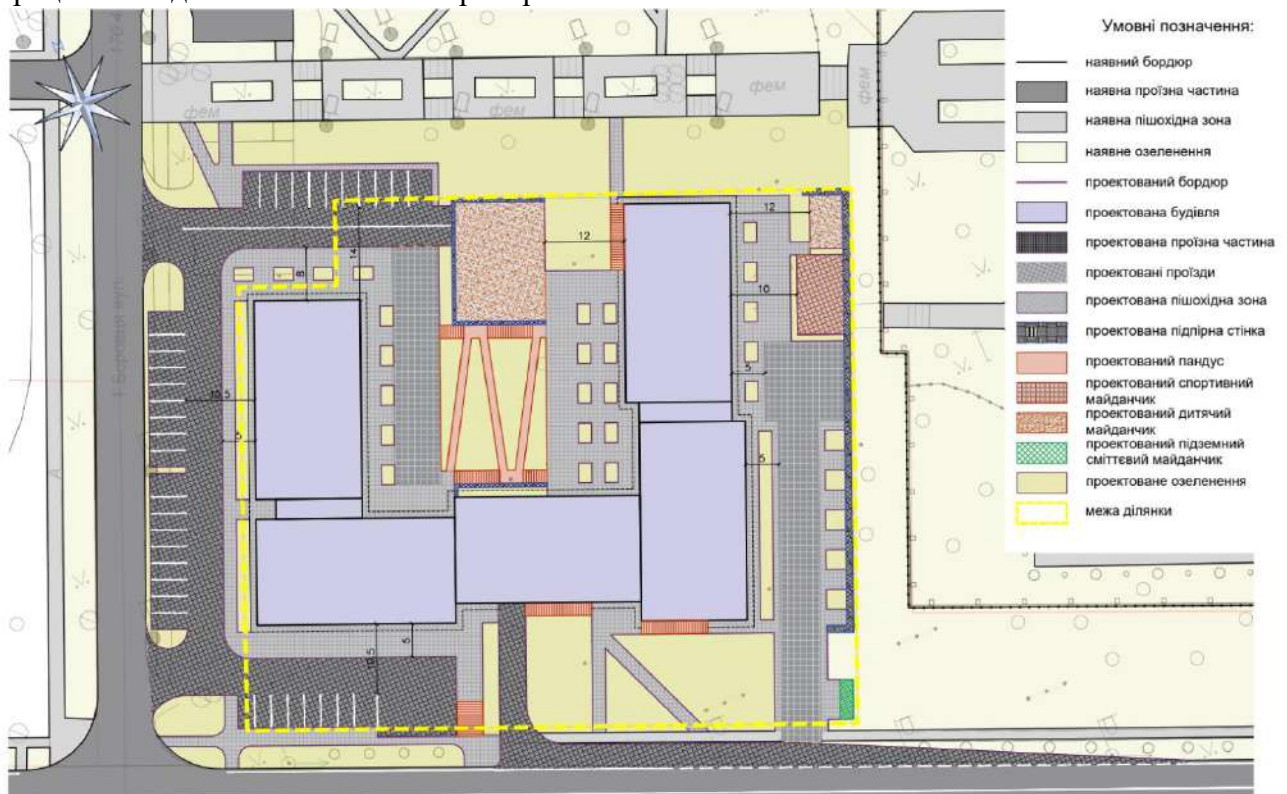 фем
фем
фем
фем
фем
12
12
14
8
10
10.5
5
5
5
5
10.5
Умовні позначення:
наявний бордюр
наявна проїзна частина
наявна пішохідна зона
наявне озеленення
проектований бордюр
проектована будівля
проектована проїзна частина
проектовані проїзди
проектована пішохідна зона
проектована підпірна стінка
проектований пандус
проектований спортивний
майданчик
проектований дитячий
майданчик
проектований підземний
сміттєвий майданчик
проектоване озеленення
межа ділянки